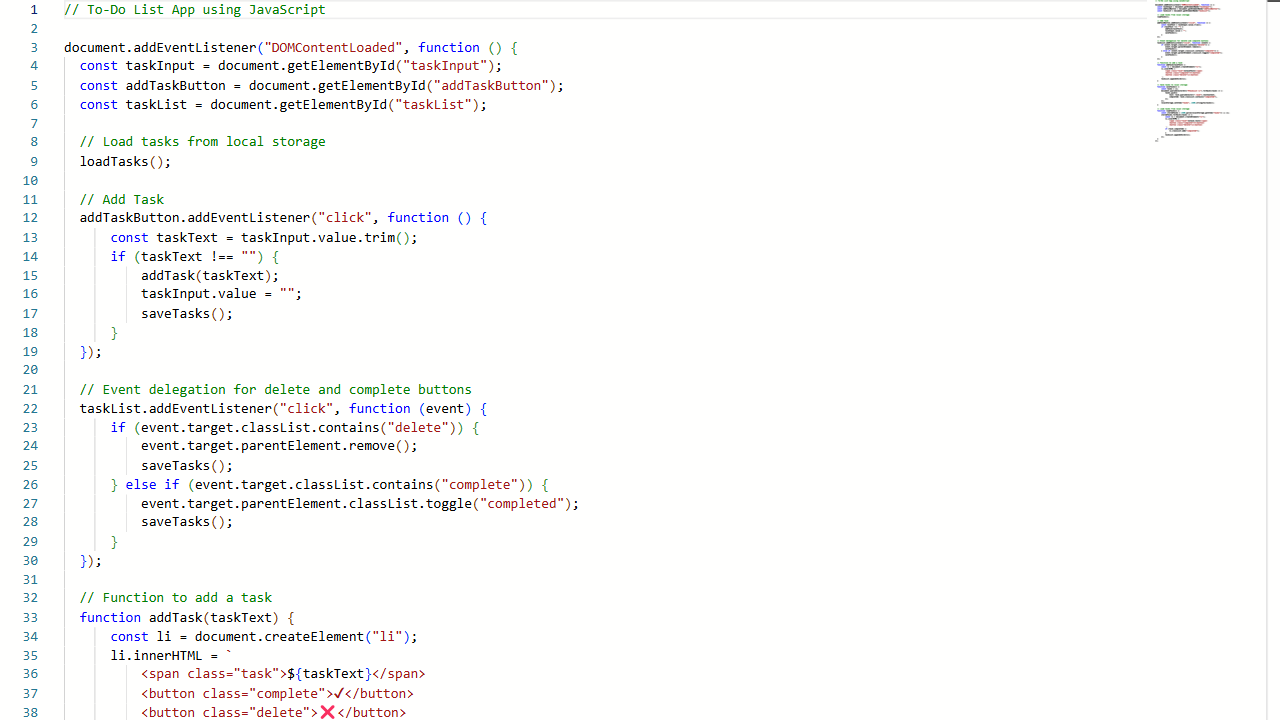 1 // To-Do List App using JavaScript
2
3 document.addEventListener("DOMContentLoaded", function () {
4   const taskInput = document.getElementById("taskInput");
5   const addTaskButton = document.getElementById("addTaskButton");
6   const taskList = document.getElementById("taskList");
7
8   // Load tasks from local storage
9   loadTasks();
10
11   // Add Task
12   addTaskButton.addEventListener("click", function () {
13       const taskText = taskInput.value.trim();
14       if (taskText !== "") {
15           addTask(taskText);
16           taskInput.value = "";
17           saveTasks();
18       }
19   });
20
21   // Event delegation for delete and complete buttons
22   taskList.addEventListener("click", function (event) {
23       if (event.target.classList.contains("delete")) {
24           event.target.parentElement.remove();
25           saveTasks();
26       } else if (event.target.classList.contains("complete")) {
27           event.target.parentElement.classList.toggle("completed");
28           saveTasks();
29       }
30   });
31
32   // Function to add a task
33   function addTask(taskText) {
34       const li = document.createElement("li");
35       li.innerHTML = `
36           <span class="task">${taskText}</span>
37           <button class="complete">✔</button>
38           <button class="delete">❌</button>